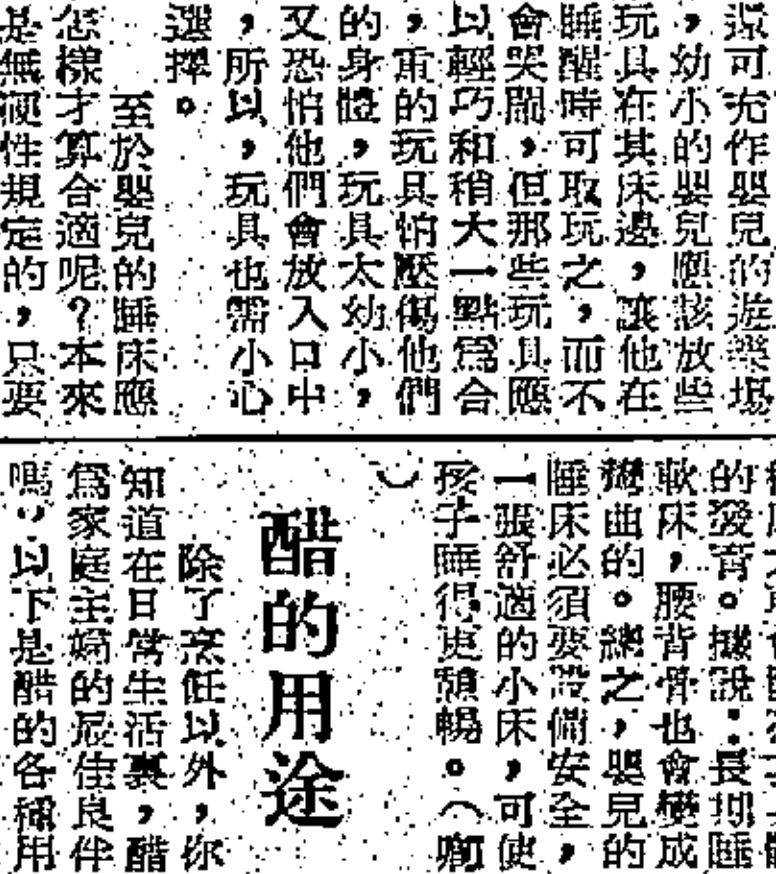 還可充作嬰兒的遊樂場
，幼小的嬰兒應該放些
玩具在其床邊，讓他在
睡醒時可取玩之，而不
會哭鬧，但那些玩具應
以輕巧和稍大一點爲合
，重的玩具怕壓傷他們
的身體，玩具太幼小，
又恐怕他們會放入口中
，所以，玩具也需小心
選擇。
至於嬰兒的睡床應
怎樣才算合適呢？本來
是無硬性規定的，只要
的發育。據說：長期睡
軟床，腰背骨也會變成
彎曲的。總之，嬰兒的
睡床必須要設備安全，
一張舒適的小床，可使
孩子睡得更舒暢。（
）
醋的用途
除了烹飪以外，你
知道在日常生活裏，醋
爲家庭主婦的最佳良伴
嗎？以下是醋的各種用